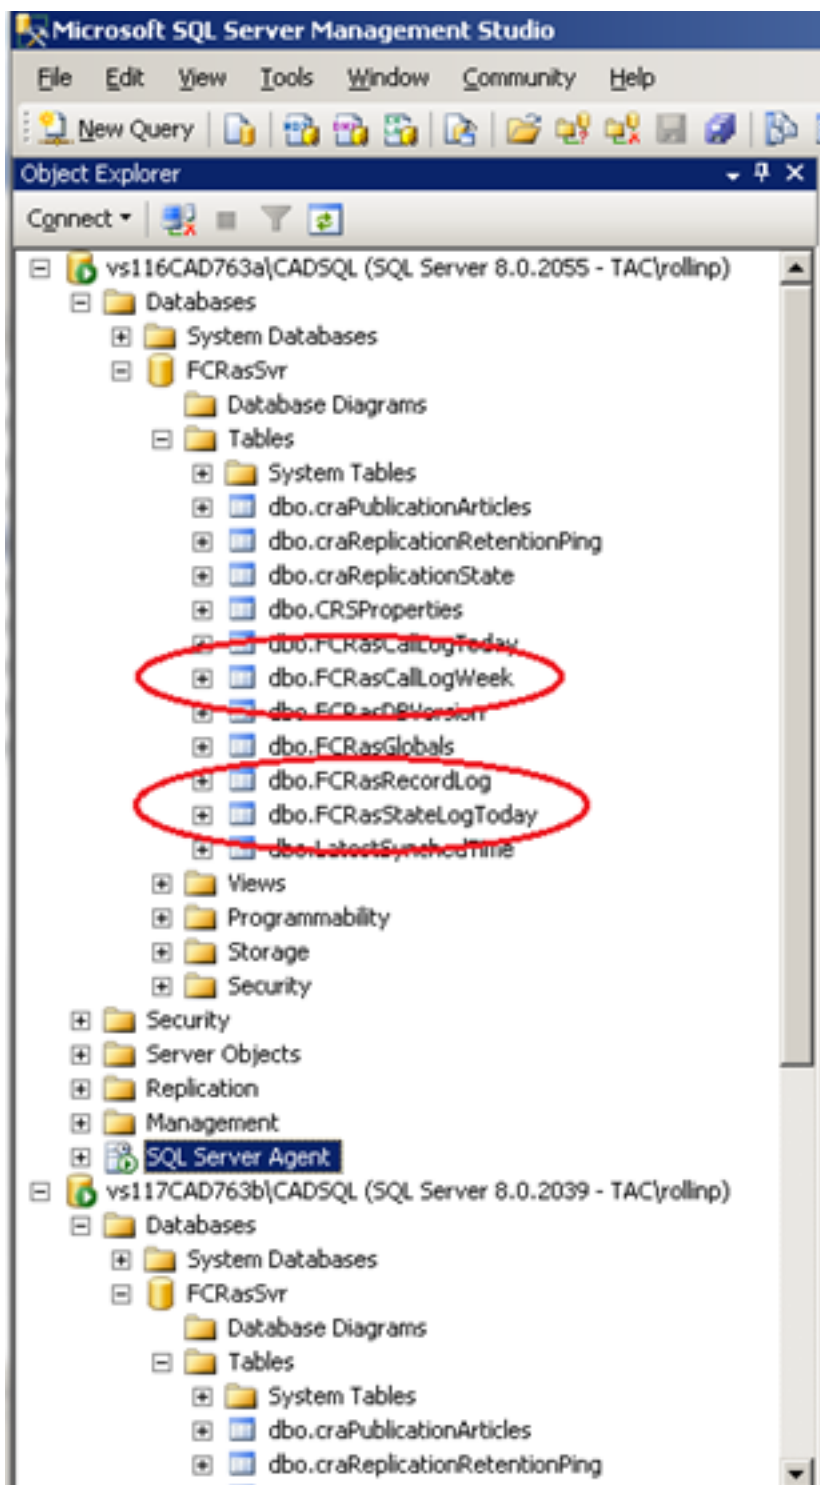 Microsoft SQL Server Management Studio
File Edit View Tools Window Community Help
New Query
Object Explorer
Connect
vs116CAD763a\CADSQL (SQL Server 8.0.2055 - TAC\rollinp)
Databases
System Databases
FCRasSvr
Database Diagrams
Tables
System Tables
dbo.craPublicationArticles
dbo.craReplicationRetentionPing
dbo.craReplicationState
dbo.CRSProperties
dbo.FCRasCallLogToday
dbo.FCRasCallLogWeek
dbo.FCRasDBVersion
dbo.FCRasGlobals
dbo.FCRasRecordLog
dbo.FCRasStateLogToday
dbo.LatestSynchedTime
Views
Programmability
Storage
Security
Security
Server Objects
Replication
Management
SQL Server Agent
vs117CAD763b\CADSQL (SQL Server 8.0.2039 - TAC\rollinp)
Databases
System Databases
FCRasSvr
Database Diagrams
Tables
System Tables
dbo.craPublicationArticles
dbo.craReplicationRetentionPing